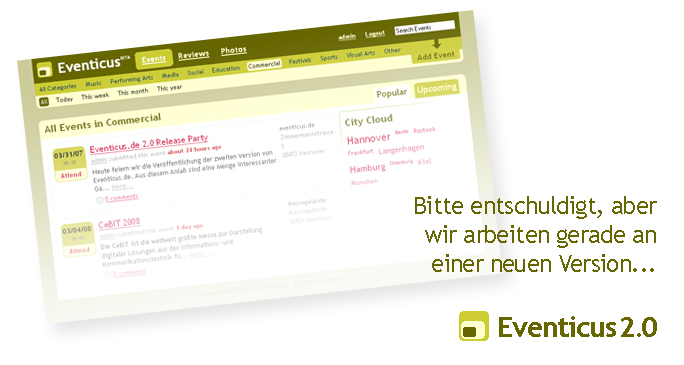 Eventicus BETA Events Reviews Photos
admin Logout Search Events
All Categories Music Performing Arts Media Social Education Commercial Festivals Sports Visual Arts Other
Add Event
All Today This week This month This year
Popular Upcoming
All Events in Commercial
03/31/07
Attend
Eventicus.de 2.0 Release Party
admin submitted this event about 24 hours ago
Heute feiern wir die Veröffentlichung der zweiten Version von
Eventicus.de. Aus diesem Anlaß sind eine Menge interessanter
Ga... more...
0 comments
eventicus.de
Zimmermannstrasse
5
30453 Hannover
City Cloud
Hannover Berlin Rostock
Frankfurt Langenhagen
Hamburg Oldenburg Kiel
München
03/04/08
Attend
CeBIT 2008
admin submitted this event 1 day ago
Die CeBIT ist die weltweit größte Messe zur Darstellung
digitaler Lösungen aus der Informations- und
Kommunikationstechnik fü... more...
0 comments
Messegelände
Messegelände
Hannover
Bitte entschuldigt, aber
wir arbeiten gerade an
einer neuen Version...
Eventicus 2.0